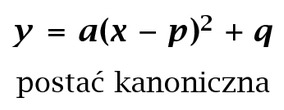 y = a(x − p)² + q
postać kanoniczna